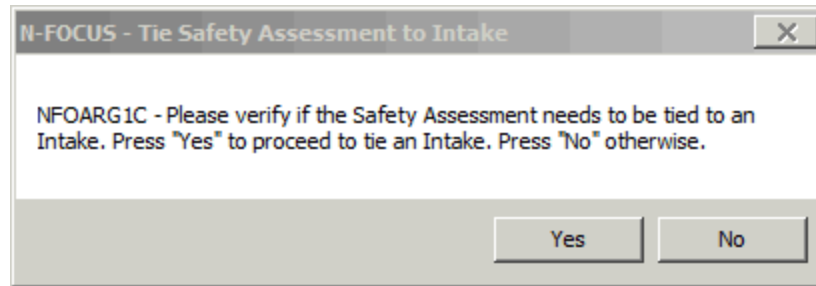 N-FOCUS - Tie Safety Assessment to Intake
NFOARG1C - Please verify if the Safety Assessment needs to be tied to an
Intake. Press "Yes" to proceed to tie an Intake. Press "No" otherwise.
Yes
No